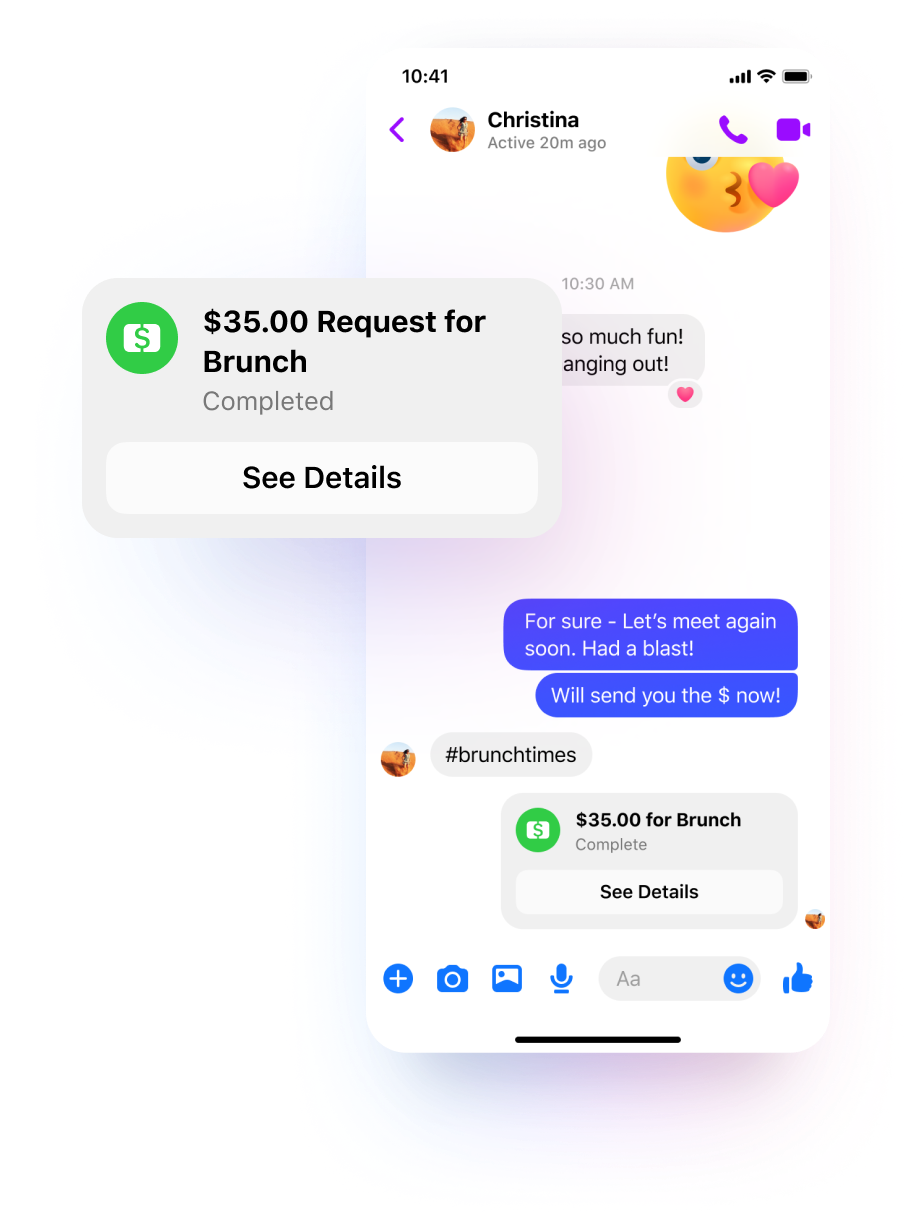 10:41
Christina
Active 20m ago
10:30 AM
so much fun!
anging out!
$35.00 Request for
Brunch
Completed
See Details
For sure - Let’s meet again
soon. Had a blast!
Will send you the $ now!
#brunchtimes
$35.00 for Brunch
Complete
See Details
Aa